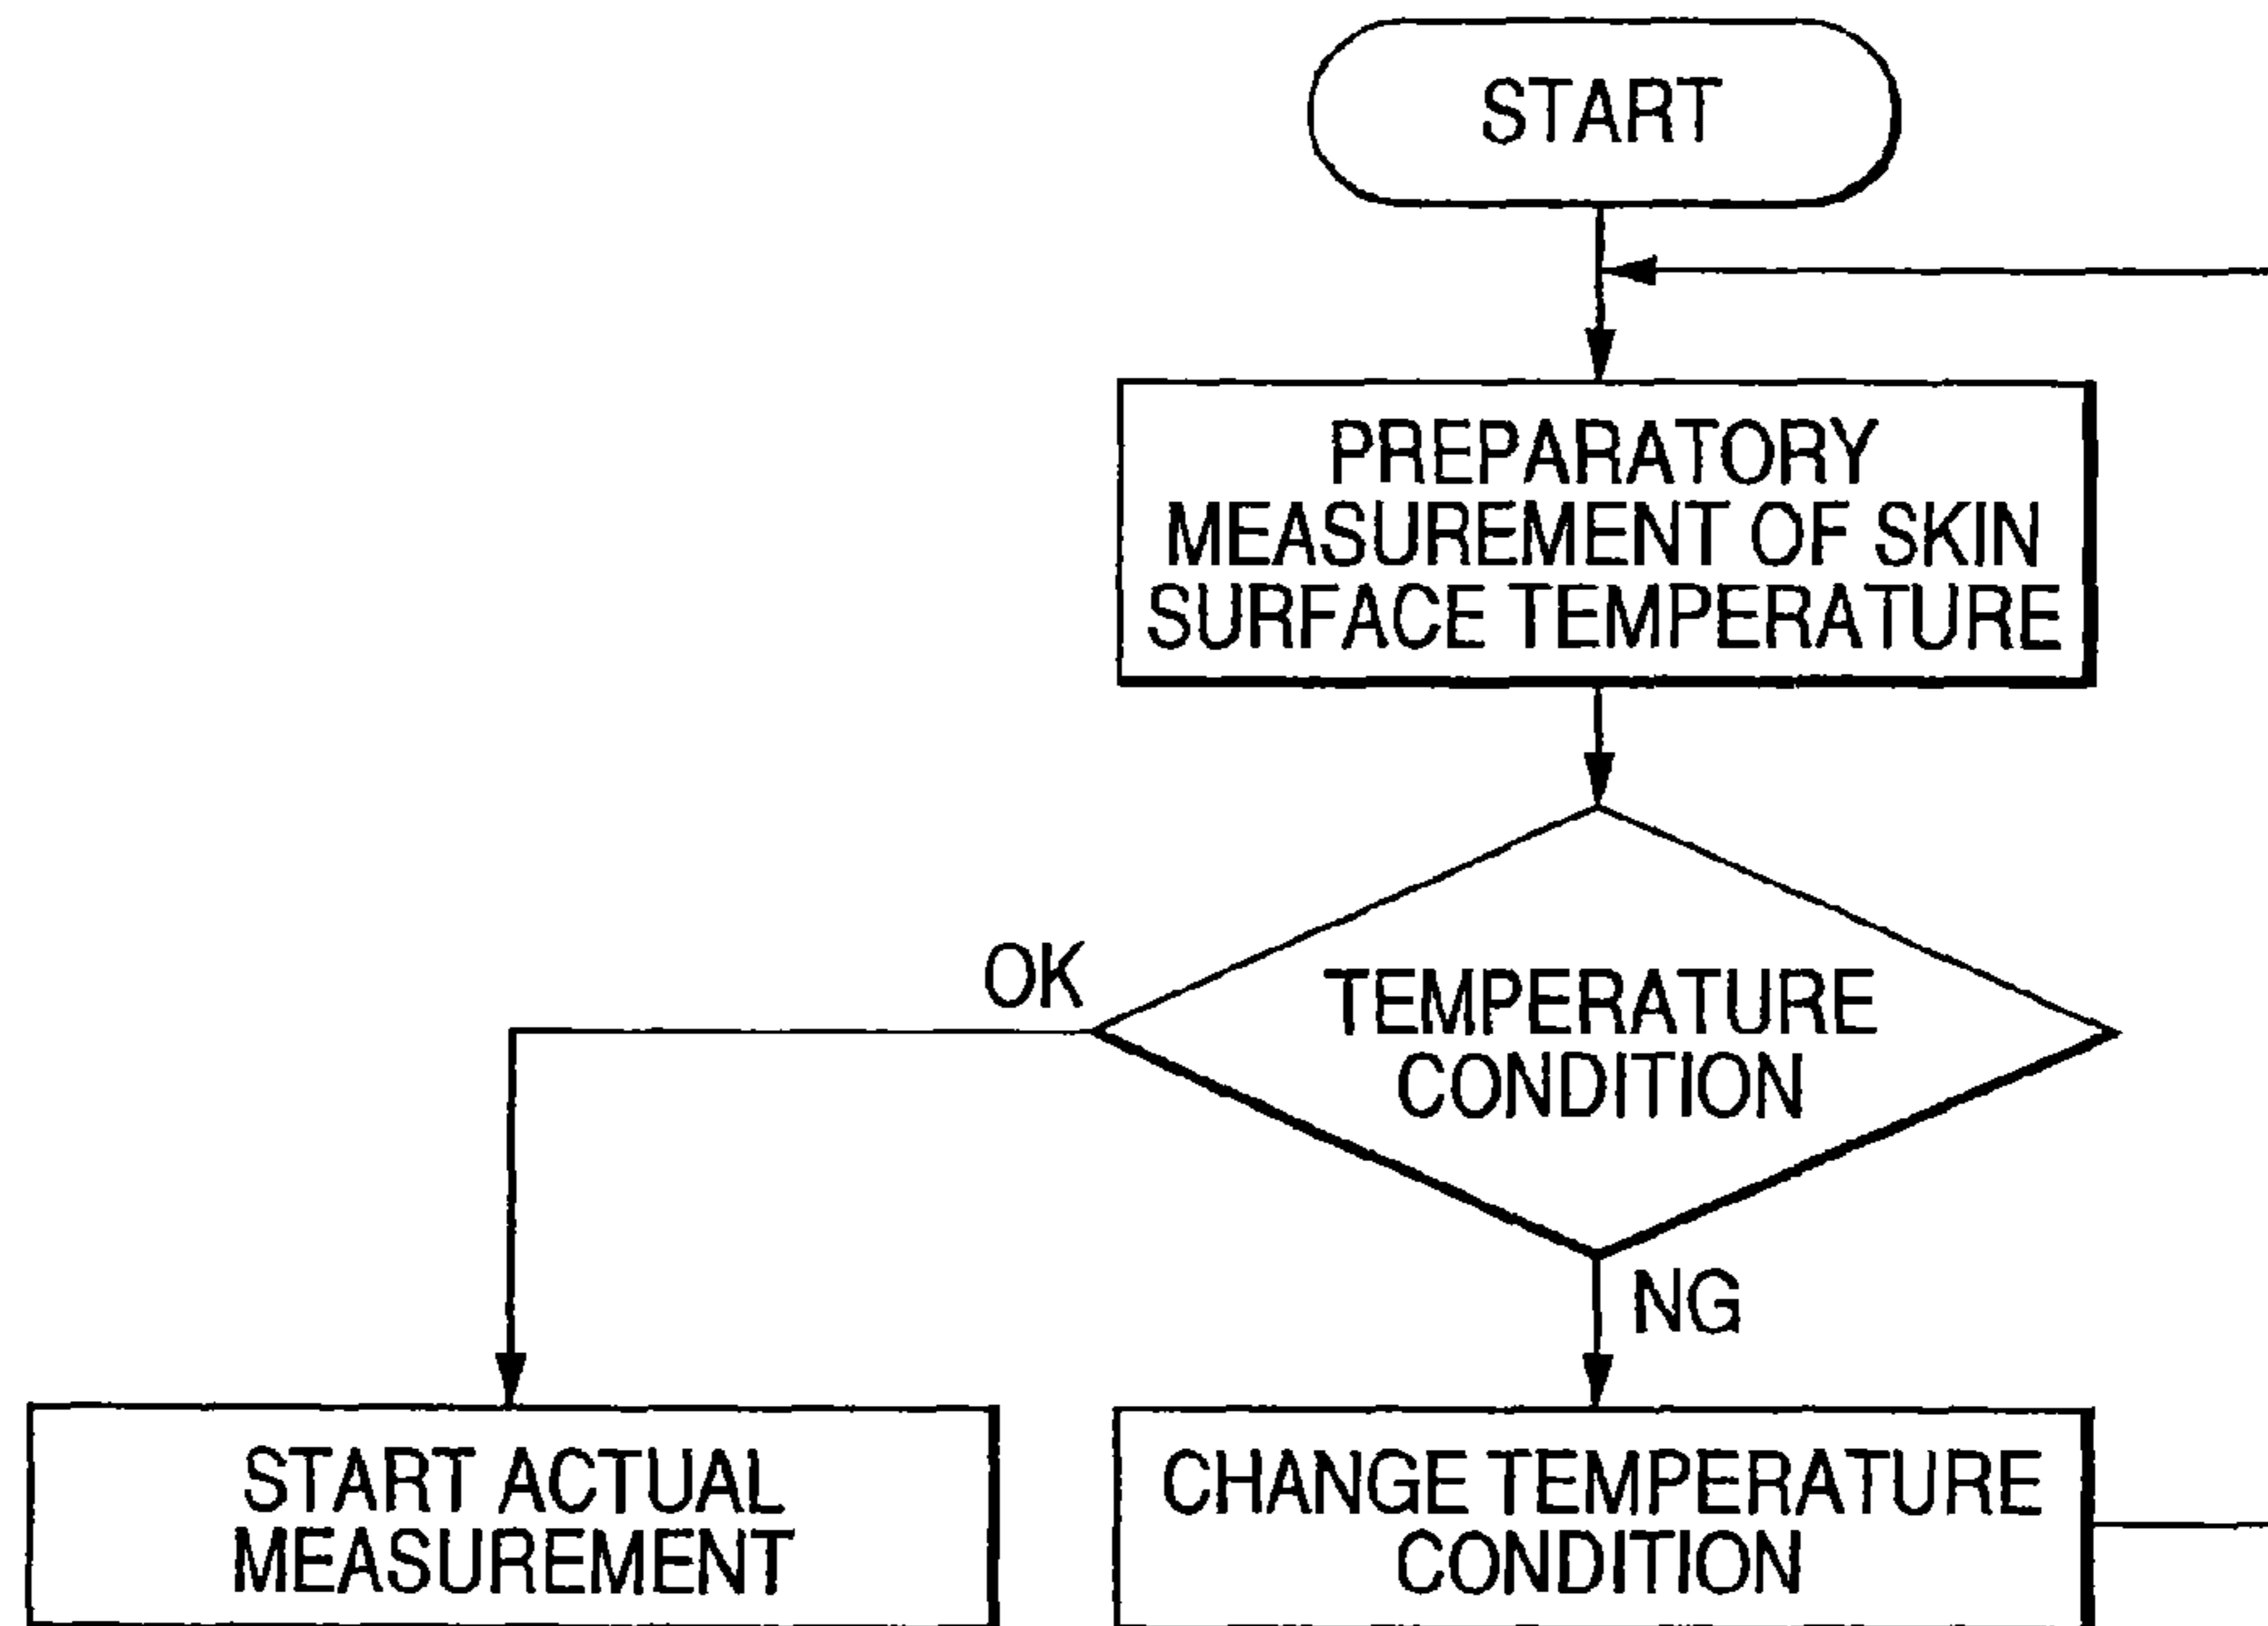 START
PREPARATORY
MEASUREMENT OF SKIN
SURFACE TEMPERATURE
OK
TEMPERATURE
CONDITION
NG
START ACTUAL
MEASUREMENT
CHANGE TEMPERATURE
CONDITION